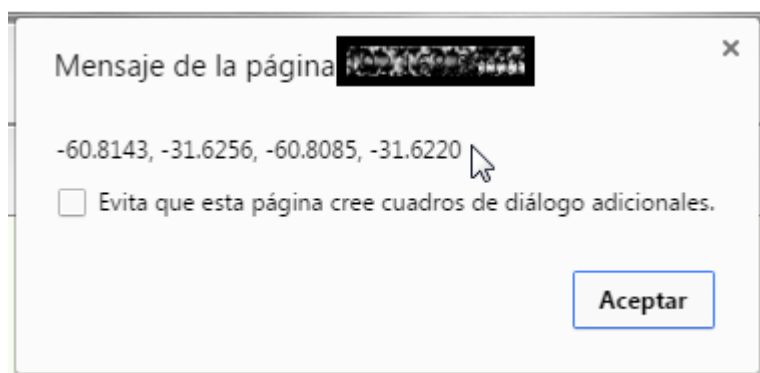 Mensaje de la página
-60.8143, -31.6256, -60.8085, -31.6220
Evita que esta página cree cuadros de diálogo adicionales.
Aceptar